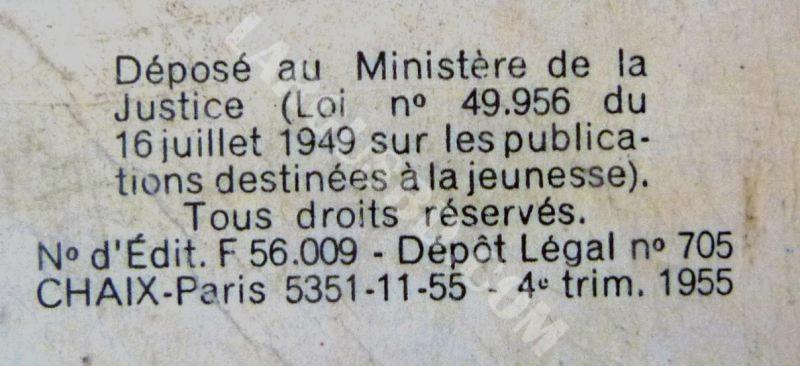 Déposé au Ministère de la
Justice (Loi nº 49.956 du
16 juillet 1949 sur les publica-
tions destinées à la jeunesse).
Tous droits réservés.
Nº d'Édit. F 56.009 - Dépôt Légal nº 705
CHAIX-Paris 5351-11-55 - 4e trim. 1955